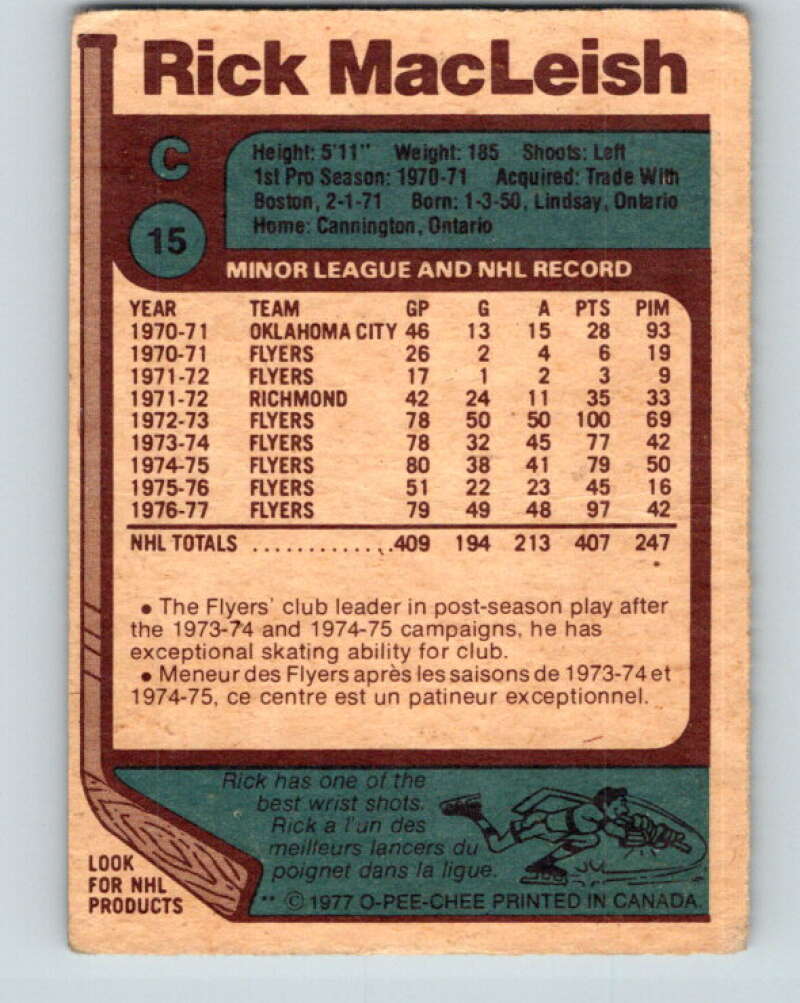 Rick MacLeish
C
Height: 5'11" Weight: 185 Shoots: Left
1st Pro Season: 1970-71 Acquired: Trade With
Boston, 2-1-71 Born: 1-3-50, Lindsay, Ontario
Home: Cannington, Ontario
15
MINOR LEAGUE AND NHL RECORD
YEAR TEAM GP G A PTS PIM
1970-71 OKLAHOMA CITY 46 13 15 28 93
1970-71 FLYERS 26 2 4 6 19
1971-72 FLYERS 17 1 2 3 9
1971-72 RICHMOND 42 24 11 35 33
1972-73 FLYERS 78 50 50 100 69
1973-74 FLYERS 78 32 45 77 42
1974-75 FLYERS 80 38 41 79 50
1975-76 FLYERS 51 22 23 45 16
1976-77 FLYERS 79 49 48 97 42
NHL TOTALS .............409 194 213 407 247
• The Flyers' club leader in post-season play after
the 1973-74 and 1974-75 campaigns, he has
exceptional skating ability for club.
• Meneur des Flyers après les saisons de 1973-74 et
1974-75, ce centre est un patineur exceptionnel.
Rick has one of the
best wrist shots.
Rick a l'un des
meilleurs lancers du
poignet dans la ligue.
LOOK
FOR NHL
PRODUCTS
** © 1977 O-PEE-CHEE PRINTED IN CANADA.